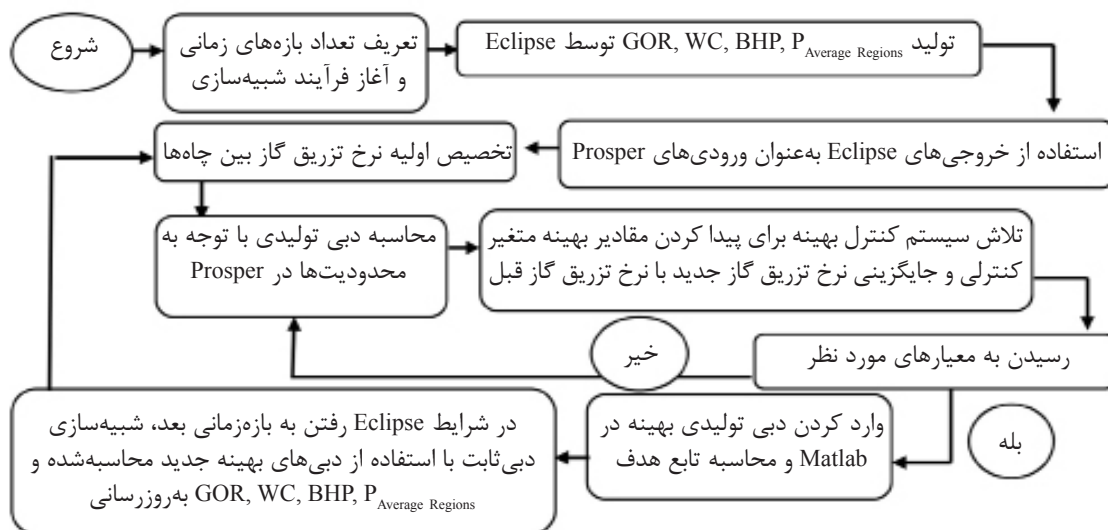 شروع
تعریف تعداد بازه‌های زمانی
و آغاز فرآیند شبیه‌سازی
تولید GOR, WC, BHP, P Average Regions توسط Eclipse
استفاده از خروجی‌های Eclipse به‌عنوان ورودی‌های Prosper
تخصیص اولیه نرخ تزریق گاز بین چاه‌ها
محاسبه دبی تولیدی با توجه به
محدودیت‌ها در Prosper
تلاش سیستم کنترل بهینه برای پیدا کردن مقادیر بهینه متغیر
کنترلی و جایگزینی نرخ تزریق گاز جدید با نرخ تزریق گاز قبل
رسیدن به معیارهای مورد نظر
خیر
بله
وارد کردن دبی تولیدی بهینه در
Matlab و محاسبه تابع هدف
در شرایط Eclipse رفتن به بازه‌زمانی بعد، شبیه‌سازی
دبی‌ثابت با استفاده از دبی‌های بهینه جدید محاسبه‌شده و
به‌روزرسانی GOR, WC, BHP, P Average Regions